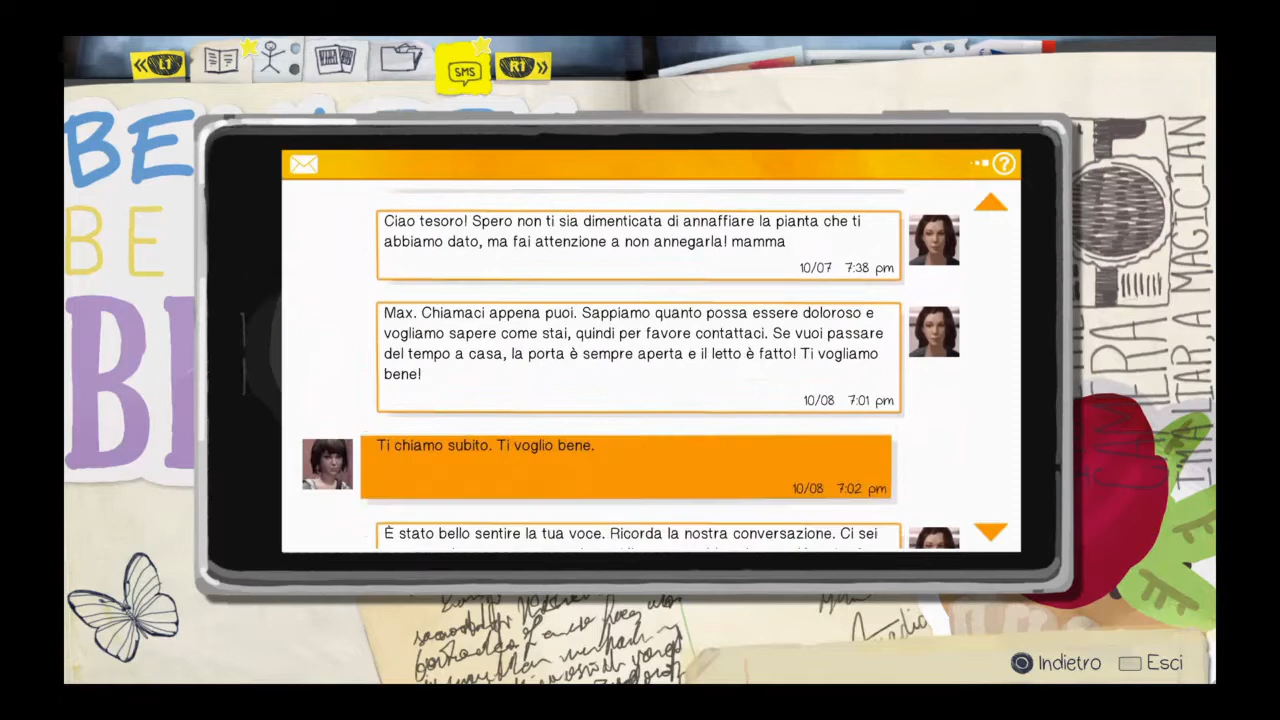 LT
SMS
R1
BE
BE
Ciao tesoro! Spero non ti sia dimenticata di annaffiare la pianta che ti
abbiamo dato, ma fai attenzione a non annegarla! mamma
10/07 7:38 pm
Max. Chiamaci appena puoi. Sappiamo quanto possa essere doloroso e
vogliamo sapere come stai, quindi per favore contattaci. Se vuoi passare
del tempo a casa, la porta è sempre aperta e il letto è fatto! Ti vogliamo
bene!
10/08 7:01 pm
Ti chiamo subito. Ti voglio bene.
10/08 7:02 pm
È stato bello sentire la tua voce. Ricorda la nostra conversazione. Ci sei
MAGICIAN
Indietro
Esci